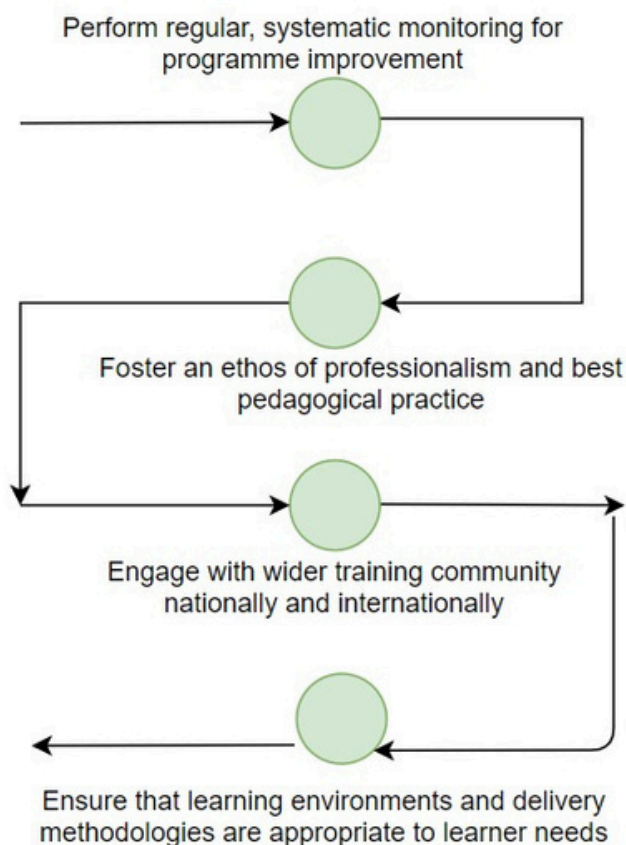 Perform regular, systematic monitoring for
programme improvement
Foster an ethos of professionalism and best
pedagogical practice
Engage with wider training community
nationally and internationally
Ensure that learning environments and delivery
methodologies are appropriate to learner needs